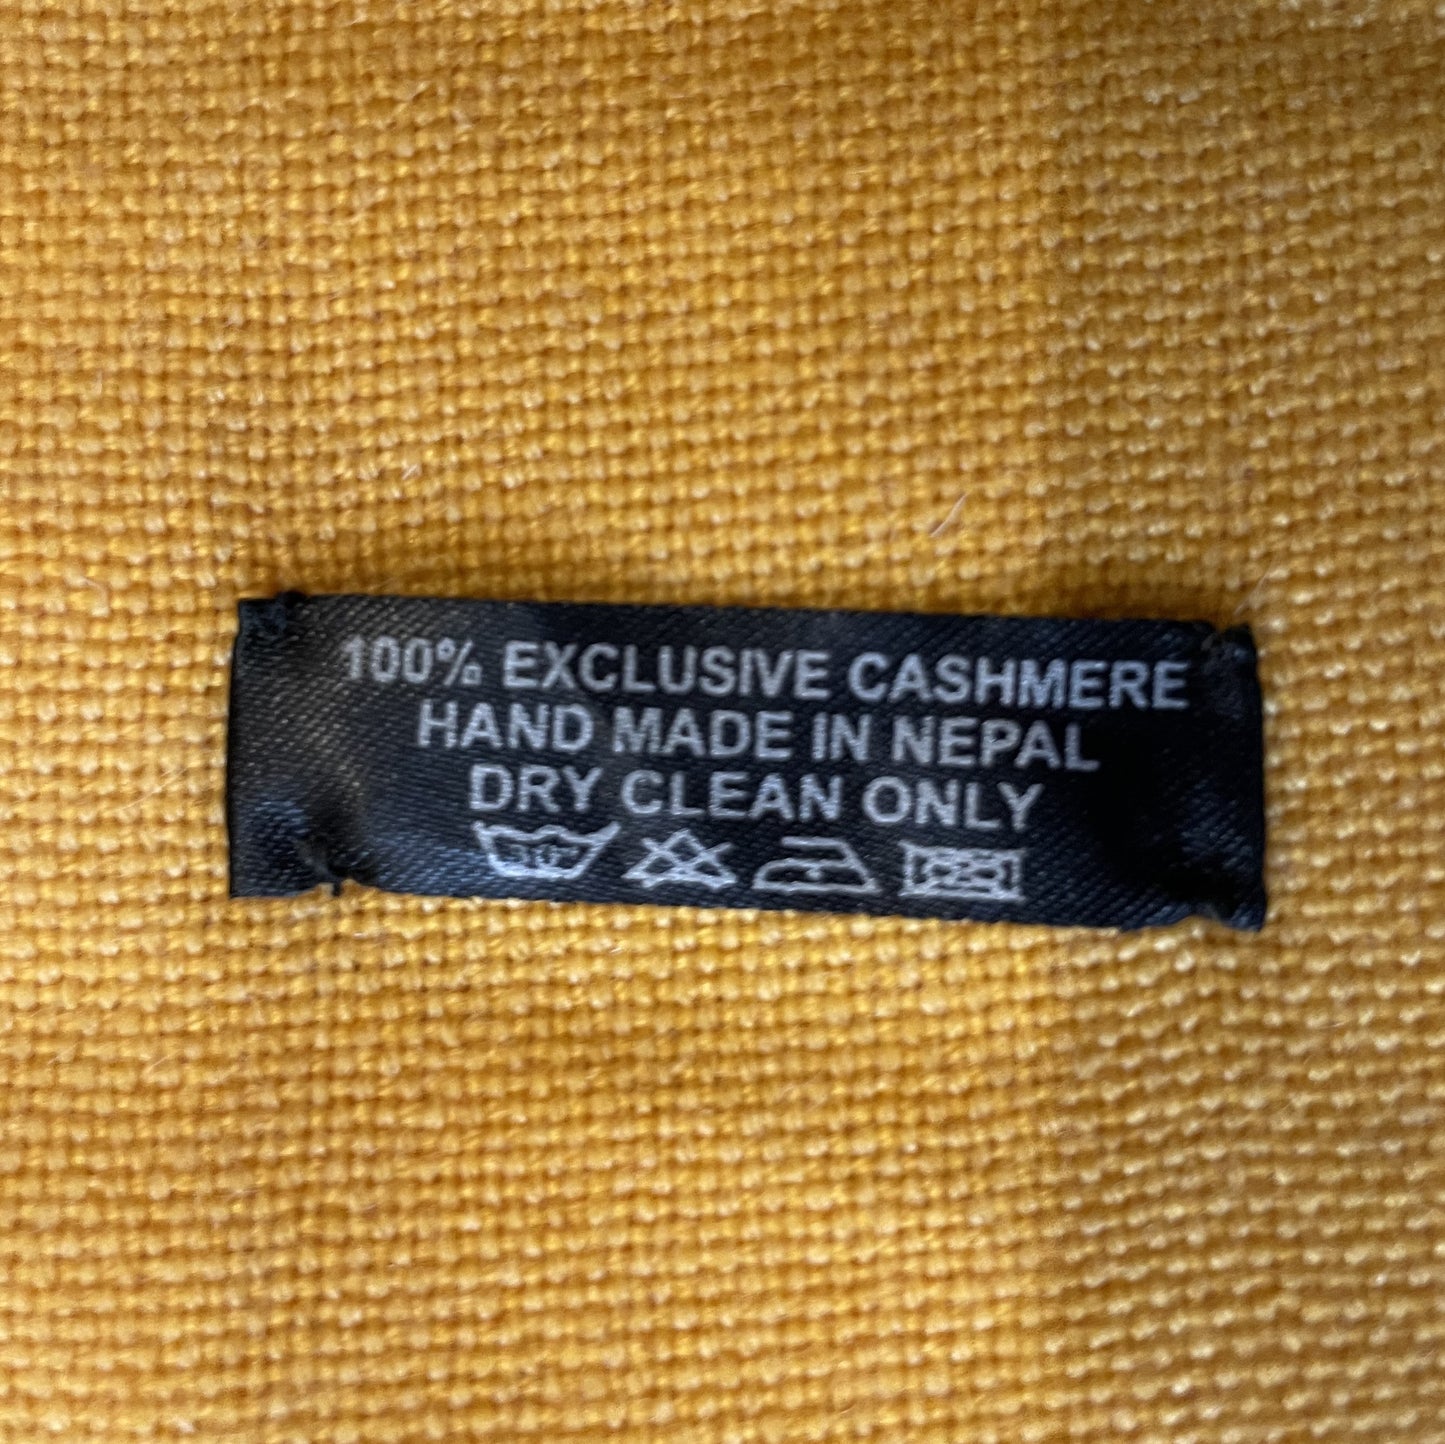 100% EXCLUSIVE CASHMERE
HAND MADE IN NEPAL
DRY CLEAN ONLY